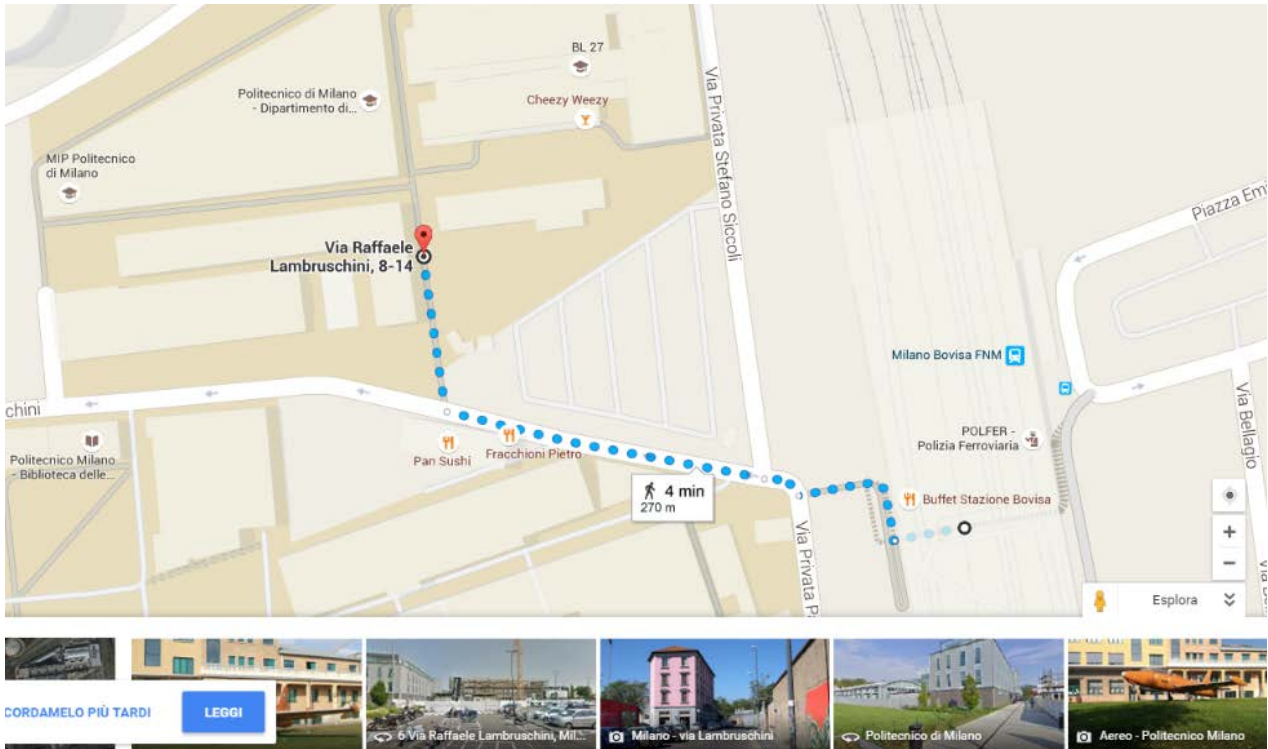 BL 27
Politecnico di Milano
- Dipartimento di...
Cheezy Weezy
MIP Politecnico
di Milano
Via Privata Stefano Siccoli
Piazza Emi
Via Raffaele
Lambruschini, 8-14
Milano Bovisa FNM
chini
Via Bellagio
POLFER -
Polizia Ferroviaria
Politecnico Milano
- Biblioteca delle...
Pan Sushi
Fracchioni Pietro
4 min
270 m
Buffet Stazione Bovisa
Via Privata P
+
−
Esplora
CORDAMELO PIÙ TARDI
LEGGI
6 Via Raffaele Lambruschini, Mil...
Milano - via Lambruschini
Politecnico di Milano
Aereo - Politecnico Milano